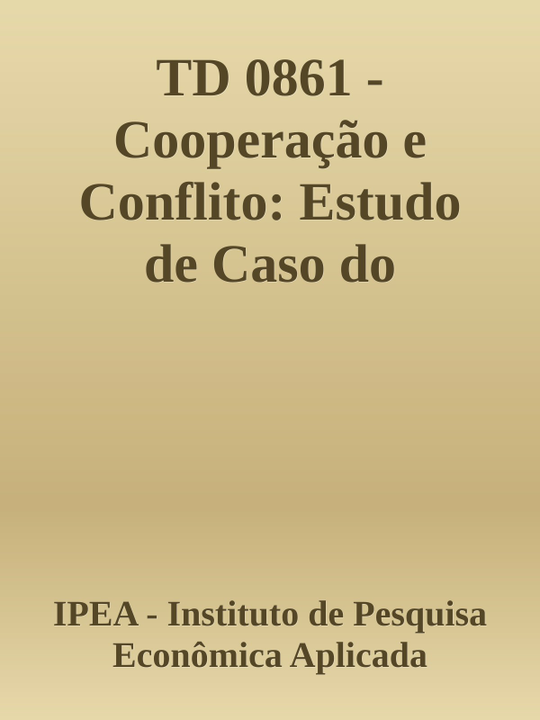 TD 0861 -
Cooperação e
Conflito: Estudo
de Caso do
IPEA - Instituto de Pesquisa
Econômica Aplicada